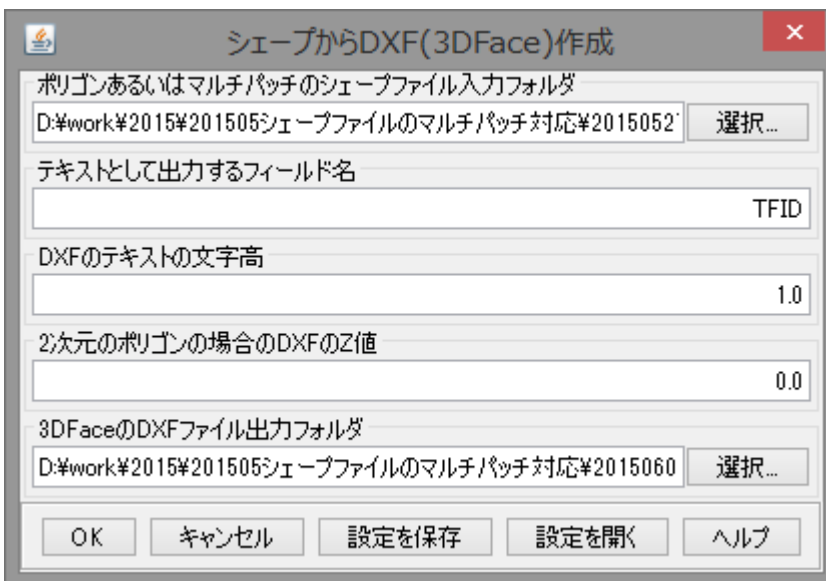 シェープからDXF(3DFace)作成
ポリゴンあるいはマルチパッチのシェープファイル入力フォルダ
D:¥work¥2015¥201505シェープファイルのマルチパッチ対応¥20150527 選択...
テキストとして出力するフィールド名
TFID
DXFのテキストの文字高
1.0
2次元のポリゴンの場合のDXFのZ値
0.0
3DFaceのDXFファイル出力フォルダ
D:¥work¥2015¥201505シェープファイルのマルチパッチ対応¥2015060 選択...
OK キャンセル 設定を保存 設定を開く ヘルプ